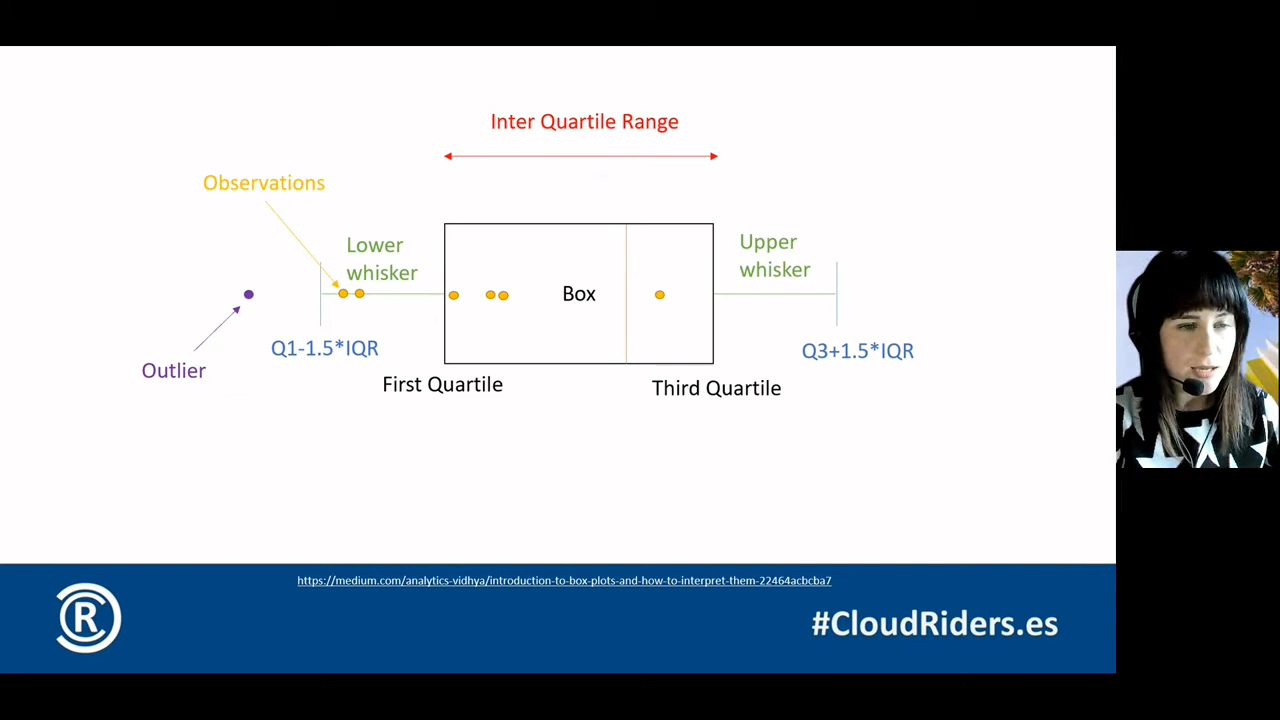 Inter Quartile Range
Observations
Lower
whisker
Upper
whisker
Box
Q1-1.5*IQR
Q3+1.5*IQR
Outlier
First Quartile
Third Quartile
https://medium.com/analytics-vidhya/introduction-to-box-plots-and-how-to-interpret-them-22464acbcba7
R
#CloudRiders.es